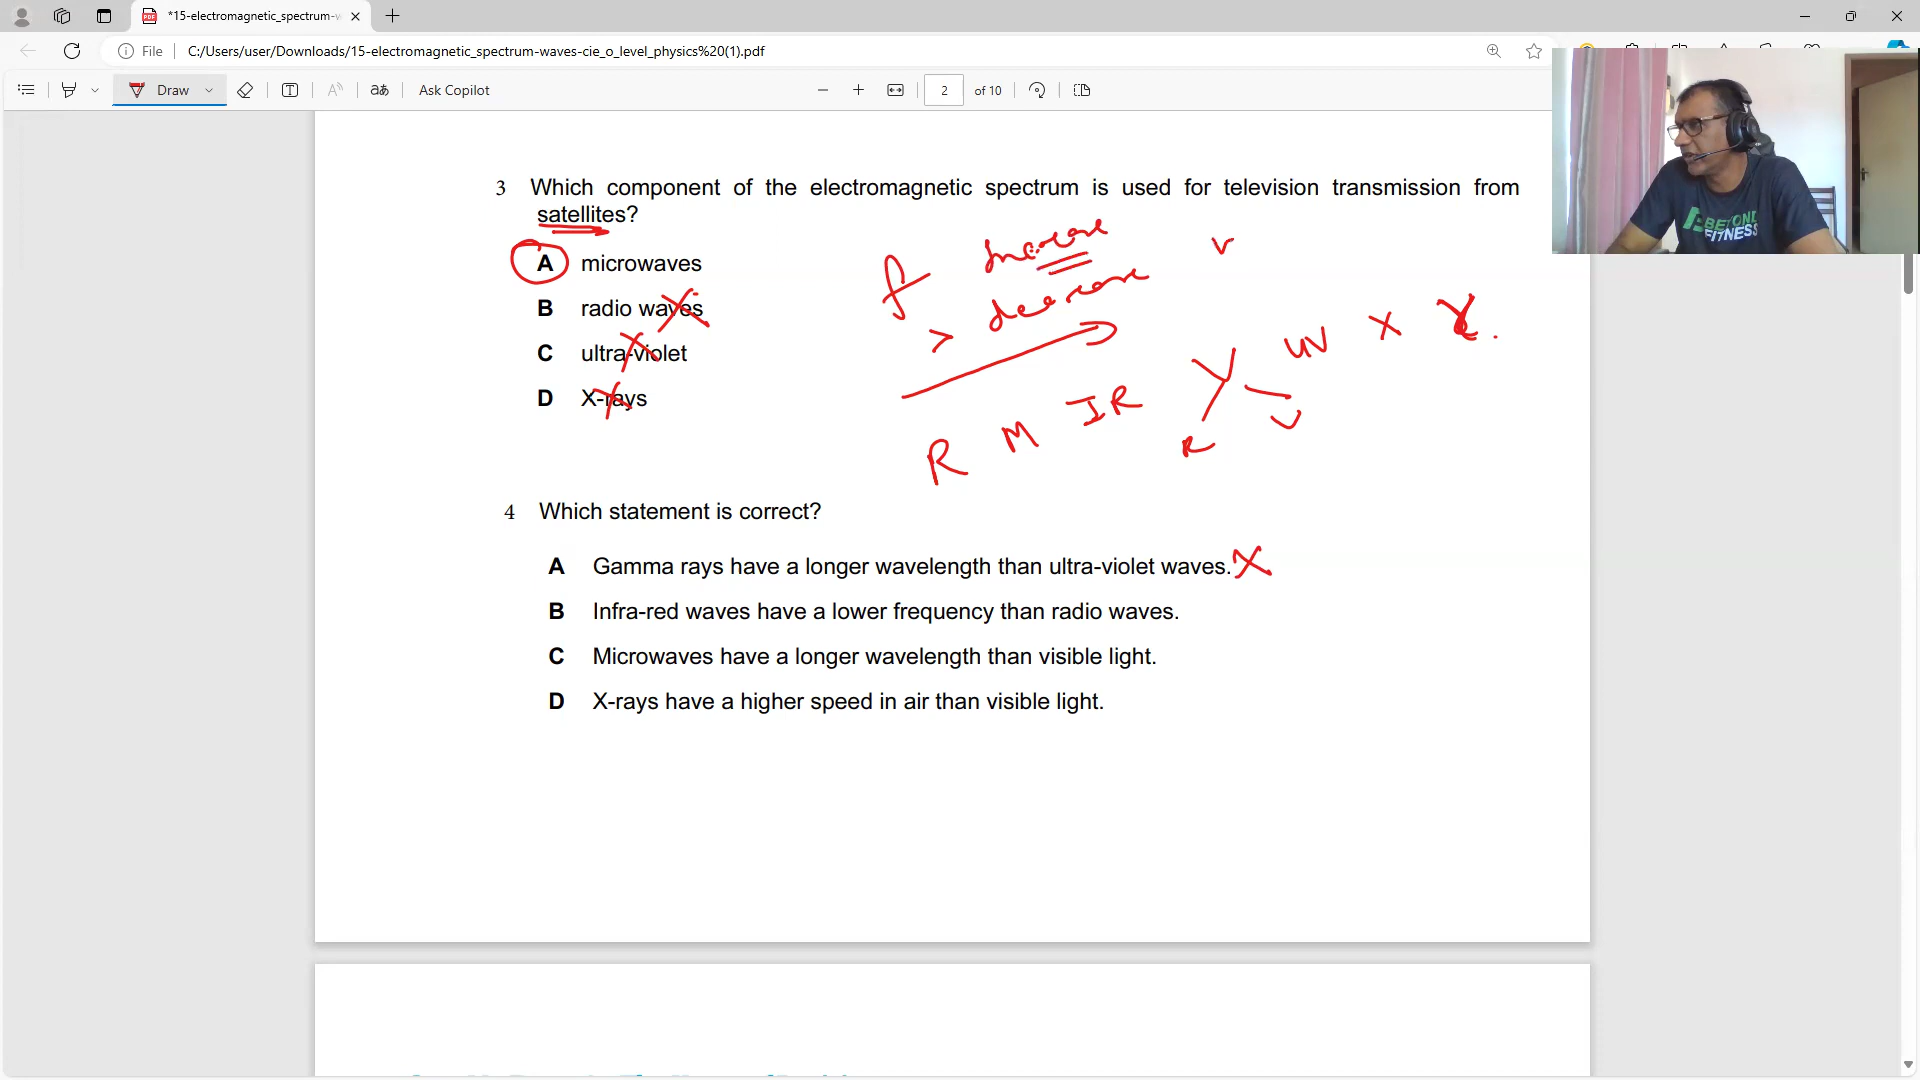 *15-electromagnetic_spectrum-w
File
C:/Users/user/Downloads/15-electromagnetic_spectrum-waves-cie_o_level_physics%20(1).pdf
Draw
Ask Copilot
2
of 10
BEYOND
FITNESS
3 Which component of the electromagnetic spectrum is used for television transmission from
satellites?
A microwaves
B radio waves
C ultra-violet
D X-rays
f increase
decrease
v
R M IR V UV X
R V
4 Which statement is correct?
A Gamma rays have a longer wavelength than ultra-violet waves. X
B Infra-red waves have a lower frequency than radio waves.
C Microwaves have a longer wavelength than visible light.
D X-rays have a higher speed in air than visible light.